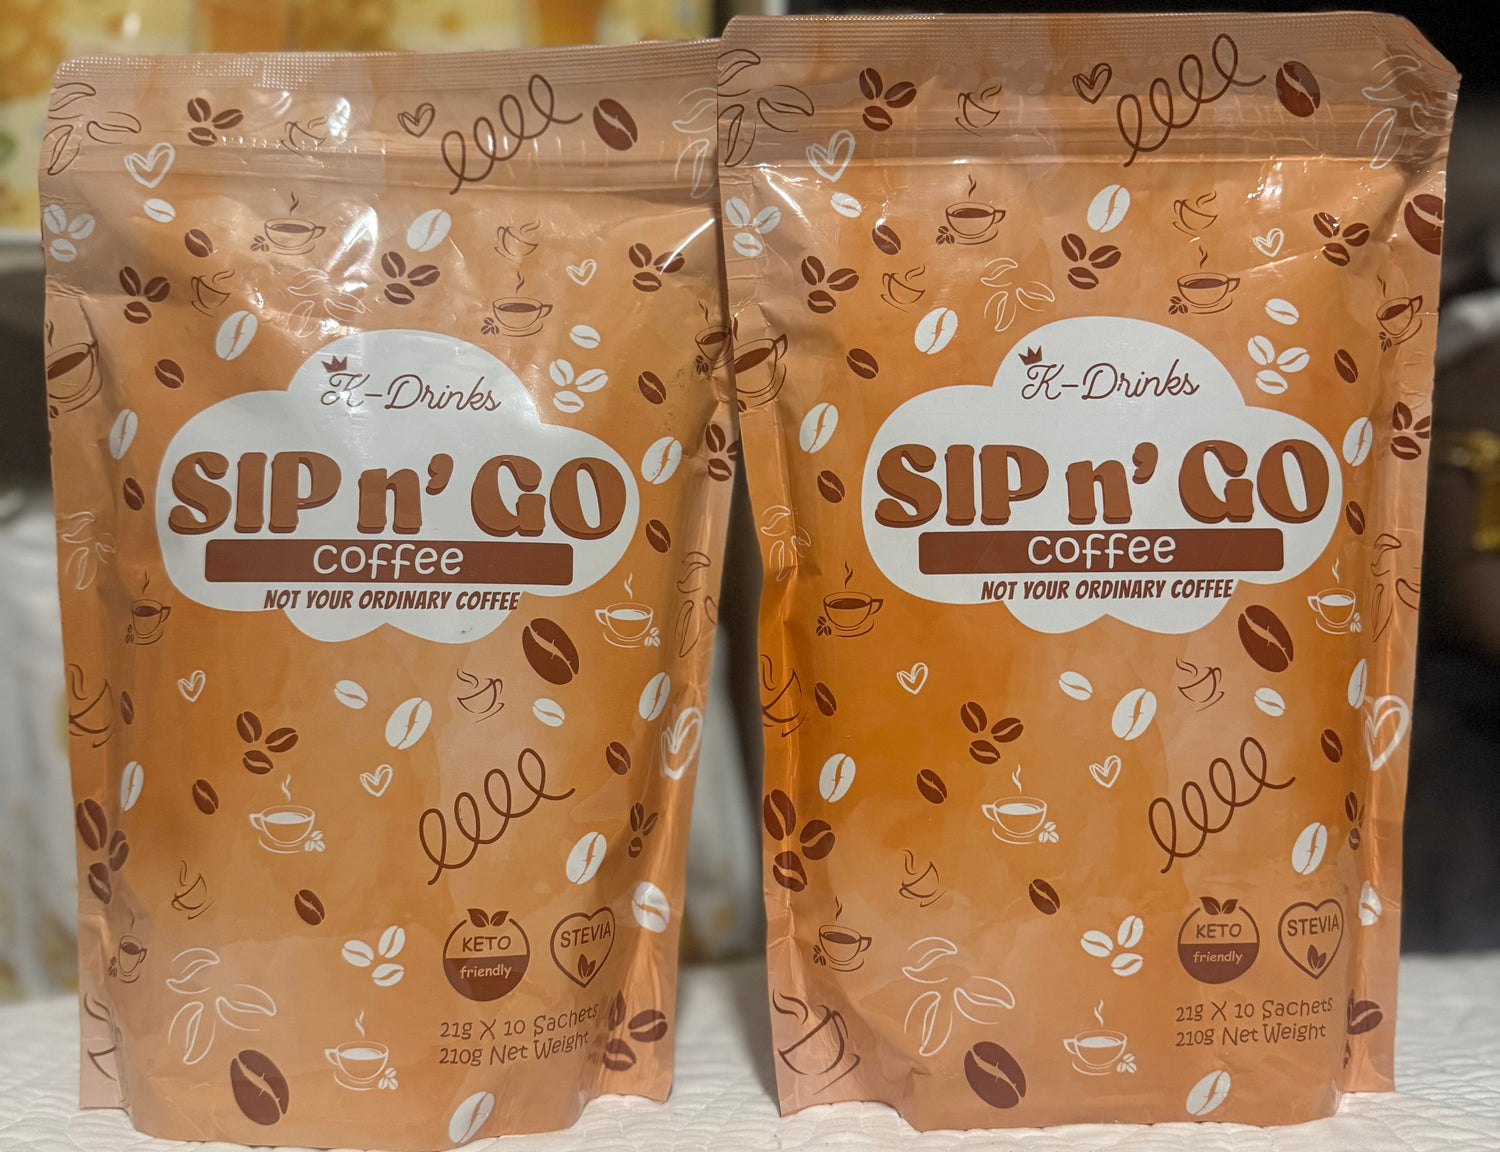 K-Drinks
SIP n' GO
coffee
NOT YOUR ORDINARY COFFEE
KETO
friendly
STEVIA
21g X 10 Sachets
210g Net Weight
K-Drinks
SIP n' GO
coffee
NOT YOUR ORDINARY COFFEE
KETO
friendly
STEVIA
21g X 10 Sachets
210g Net Weight